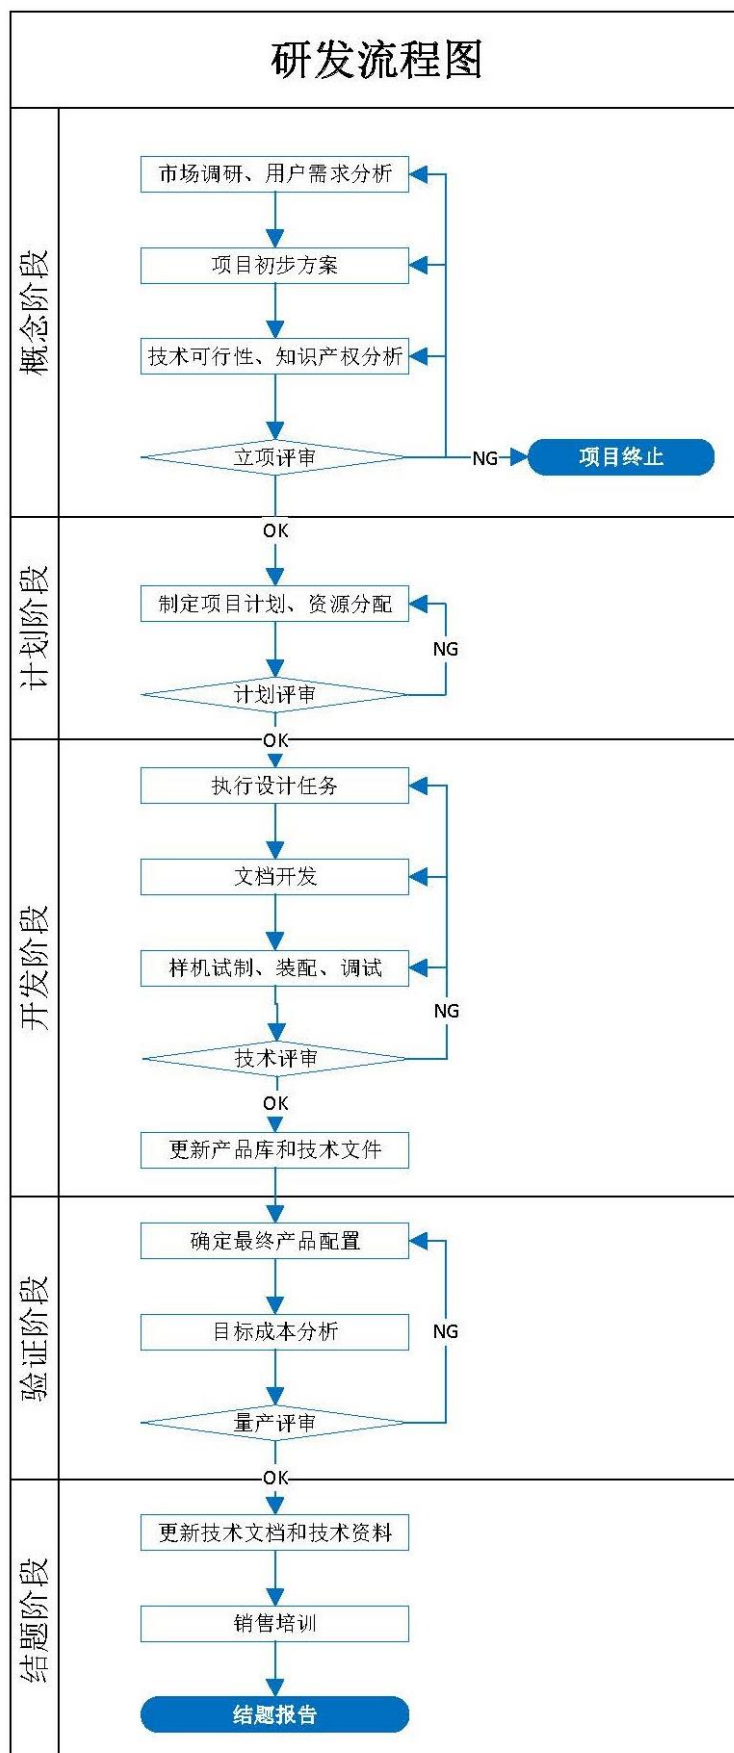 研发流程图
概念阶段
市场调研、用户需求分析
项目初步方案
技术可行性、知识产权分析
立项评审
NG
项目终止
OK
计划阶段
制定项目计划、资源分配
NG
计划评审
OK
开发阶段
执行设计任务
文档开发
样机试制、装配、调试
NG
技术评审
OK
更新产品库和技术文件
验证阶段
确定最终产品配置
目标成本分析
NG
量产评审
OK
结题阶段
更新技术文档和技术资料
销售培训
结题报告